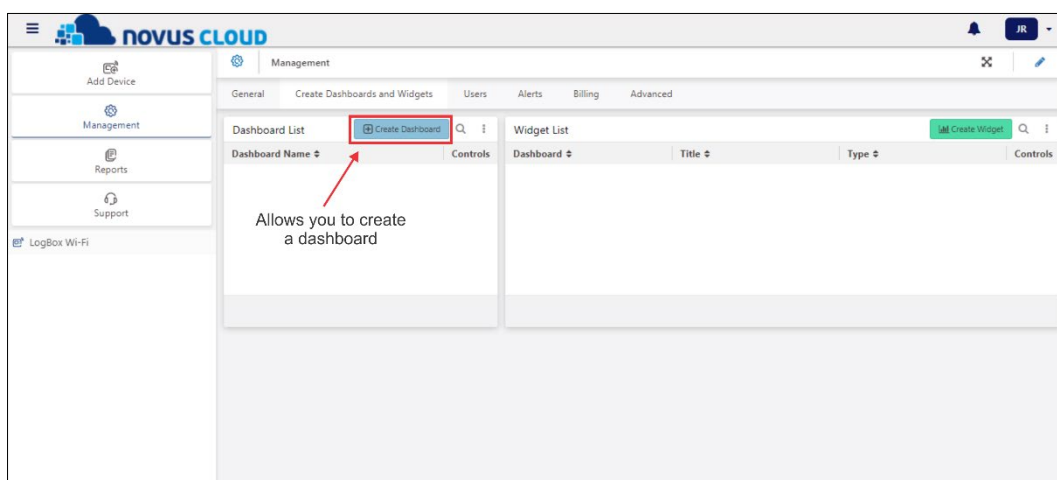 NOVUS CLOUD
JR
Add Device
Management
Reports
Support
LogBox Wi-Fi
Management
General Create Dashboards and Widgets Users Alerts Billing Advanced
Dashboard List Create Dashboard
Dashboard Name Controls
Allows you to create
a dashboard
Widget List Create Widget
Dashboard Title Type Controls